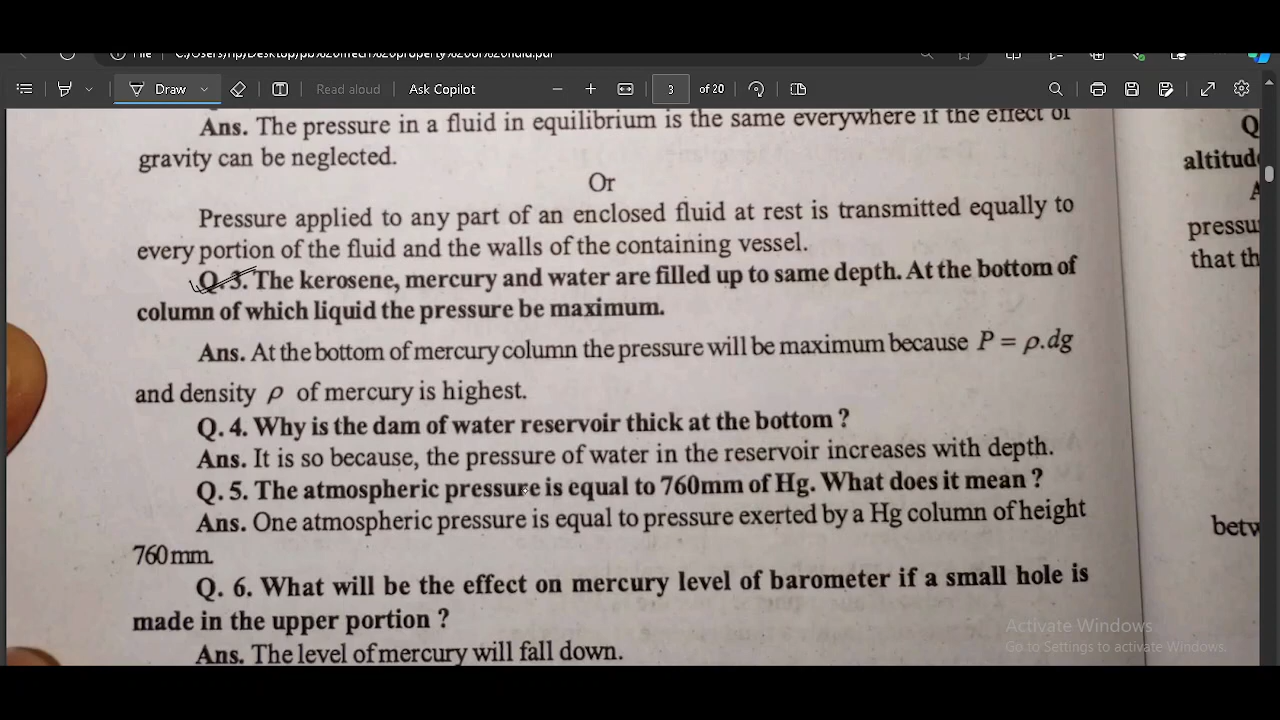 File C:/Users/hp/Desktop/pb%20mech%20property%20of%20fluid.pdf
Draw Read aloud Ask Copilot 3 of 20
Ans. The pressure in a fluid in equilibrium is the same everywhere if the effect of
gravity can be neglected.
Or
Pressure applied to any part of an enclosed fluid at rest is transmitted equally to
every portion of the fluid and the walls of the containing vessel.
Q.3. The kerosene, mercury and water are filled up to same depth. At the bottom of
column of which liquid the pressure be maximum.
Ans. At the bottom of mercury column the pressure will be maximum because P = ρ.dg
and density ρ of mercury is highest.
Q. 4. Why is the dam of water reservoir thick at the bottom ?
Ans. It is so because, the pressure of water in the reservoir increases with depth.
Q. 5. The atmospheric pressure is equal to 760mm of Hg. What does it mean ?
Ans. One atmospheric pressure is equal to pressure exerted by a Hg column of height
760mm.
Q. 6. What will be the effect on mercury level of barometer if a small hole is
made in the upper portion ?
Ans. The level of mercury will fall down.
Q
altitud
A
pressu
that th
betw
Activate Windows
Go to Settings to activate Windows.